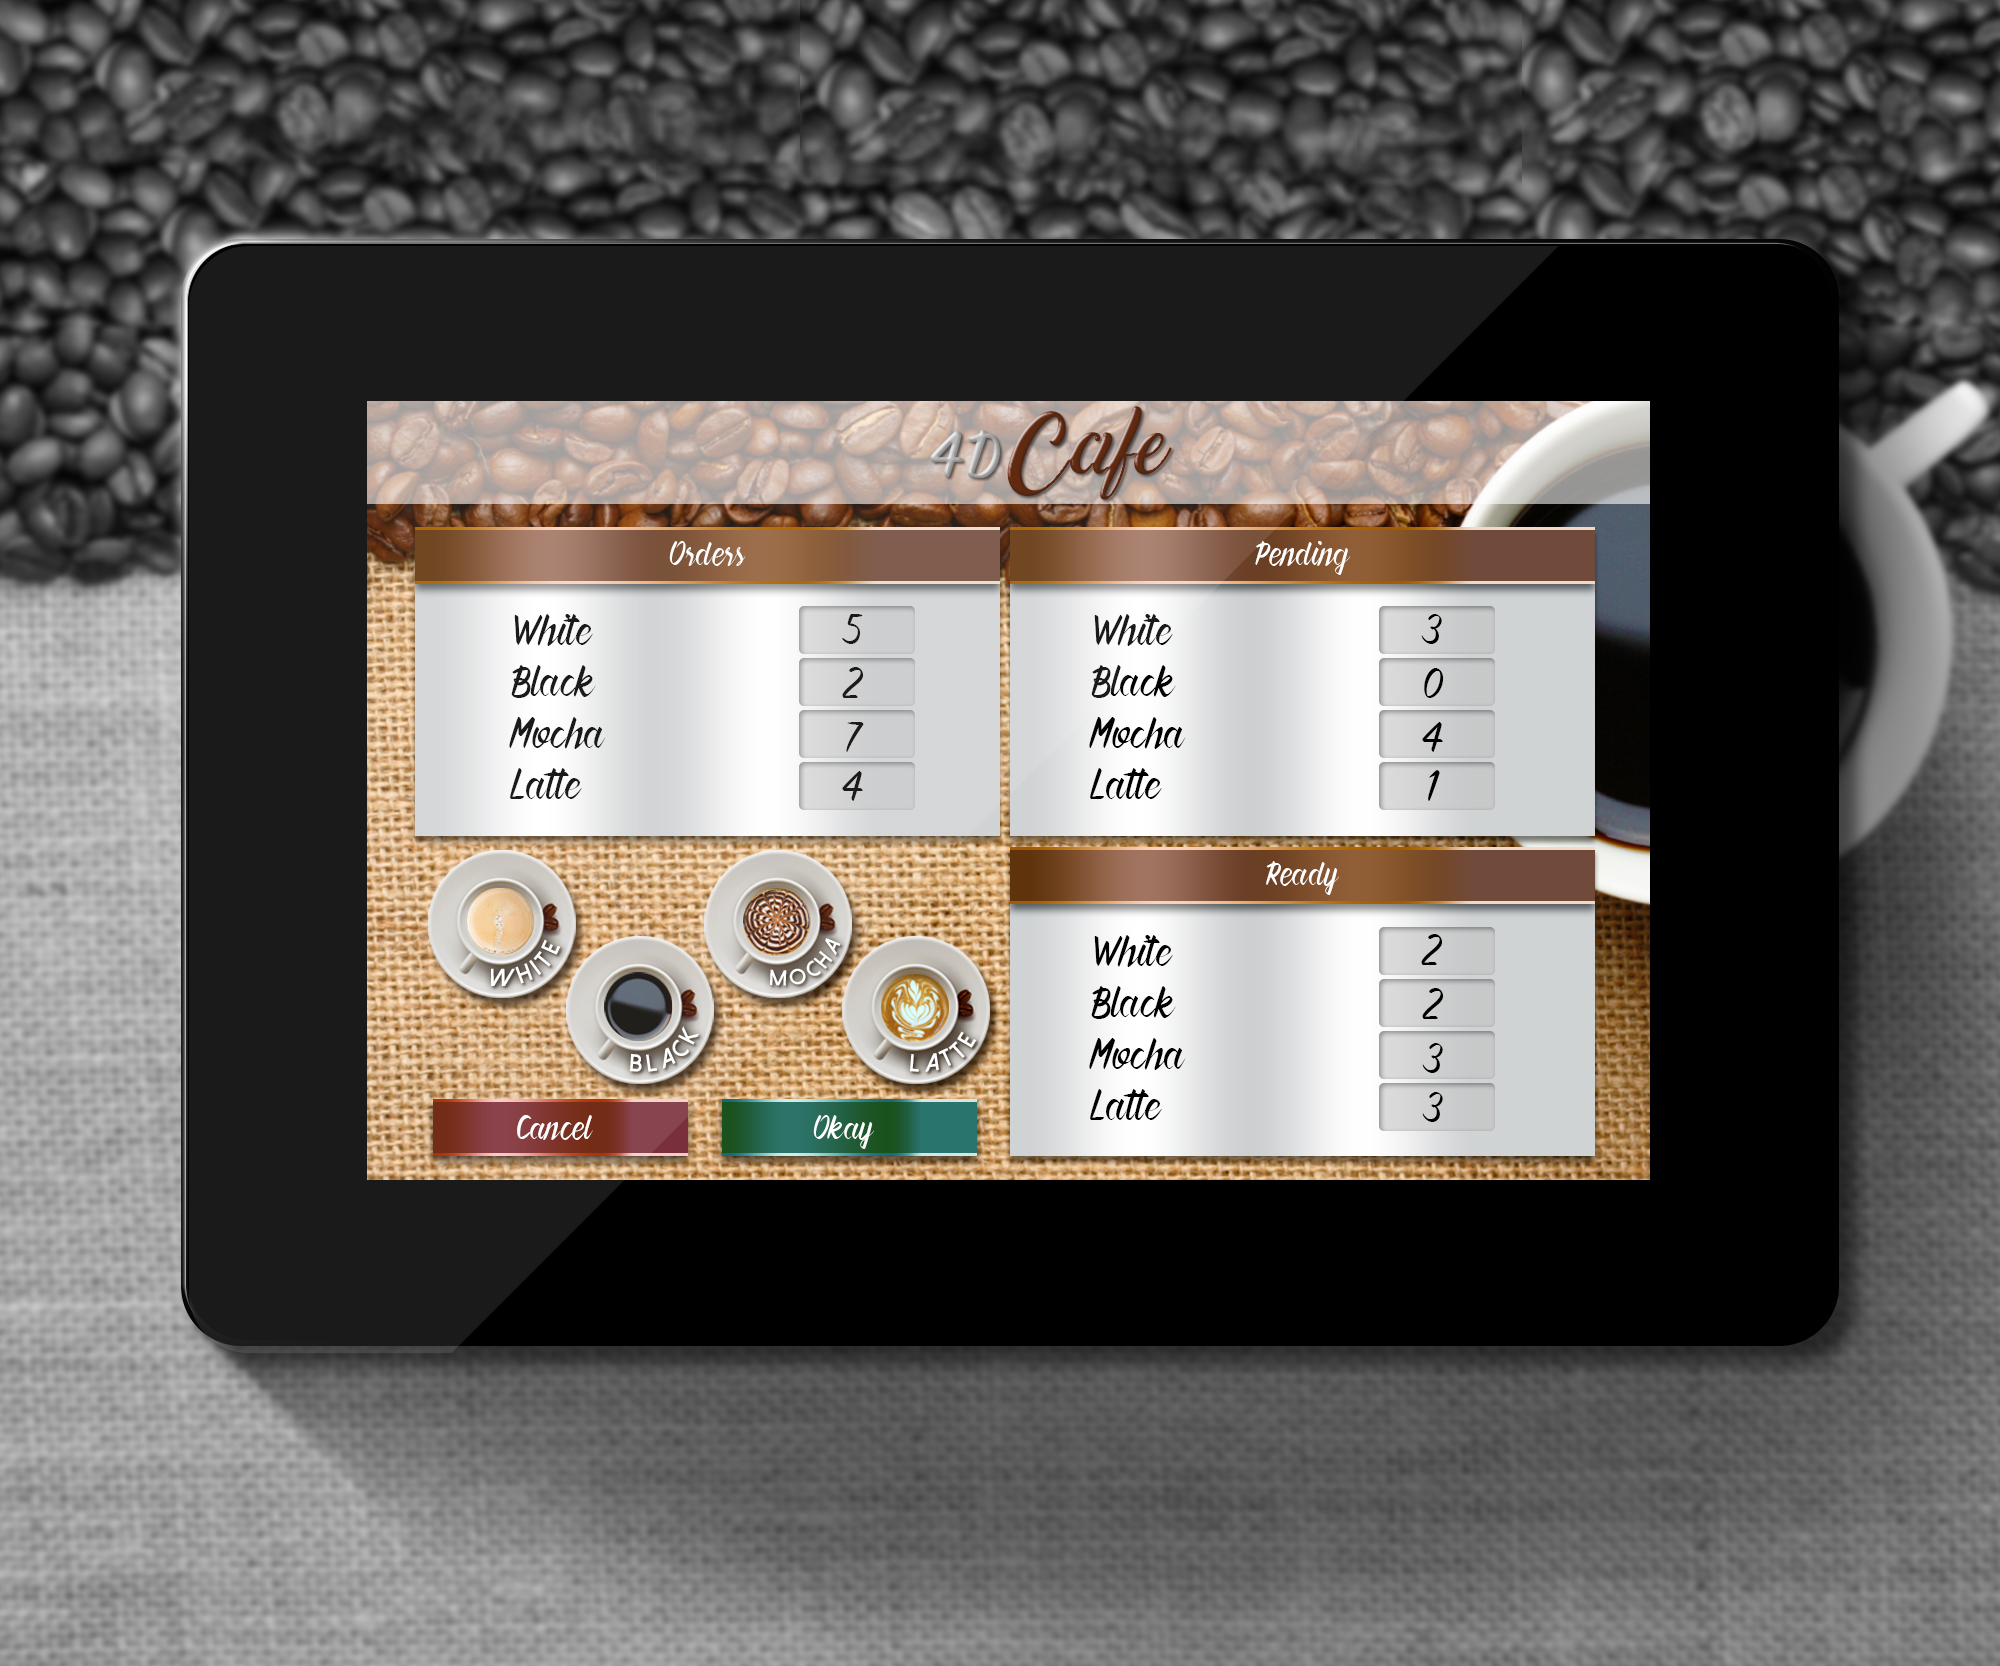 4D Cafe
Orders
White 5
Black 2
Mocha 7
Latte 4
Pending
White 3
Black 0
Mocha 4
Latte 1
WHITE
BLACK
MOCHA
LATTE
Cancel
Okay
Ready
White 2
Black 2
Mocha 3
Latte 3